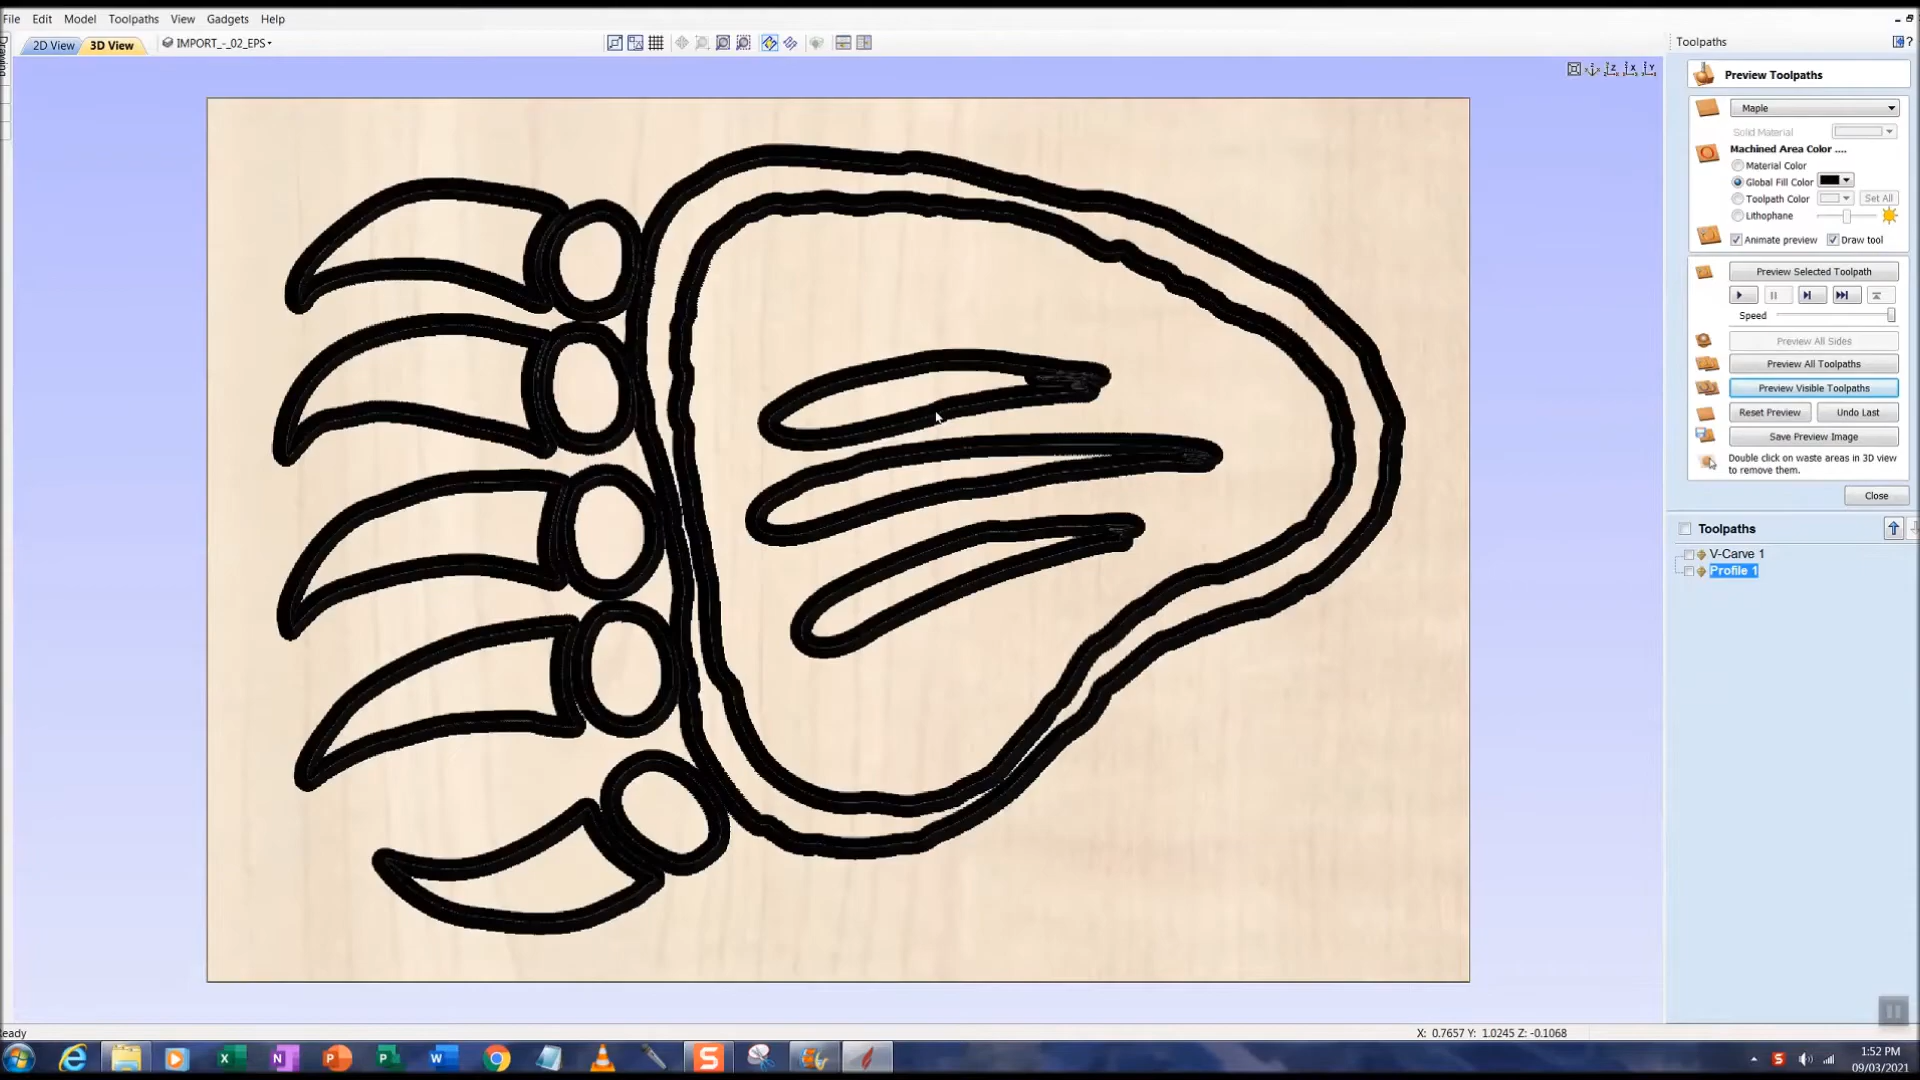 File Edit Model Toolpaths View Gadgets Help
2D View 3D View IMPORT_-_02_EPS
Toolpaths
?
Preview Toolpaths
Maple
Solid Material
Machined Area Color ....
Material Color
Global Fill Color
Toolpath Color Set All
Lithophane
Animate preview Draw tool
Preview Selected Toolpath
Speed
Preview All Sides
Preview All Toolpaths
Preview Visible Toolpaths
Reset Preview Undo Last
Save Preview Image
Double click on waste areas in 3D view
to remove them.
Close
Toolpaths
V-Carve 1
Profile 1
Ready
X: 0.7657 Y: 1.0245 Z: -0.1068
1:52 PM
09/03/2021